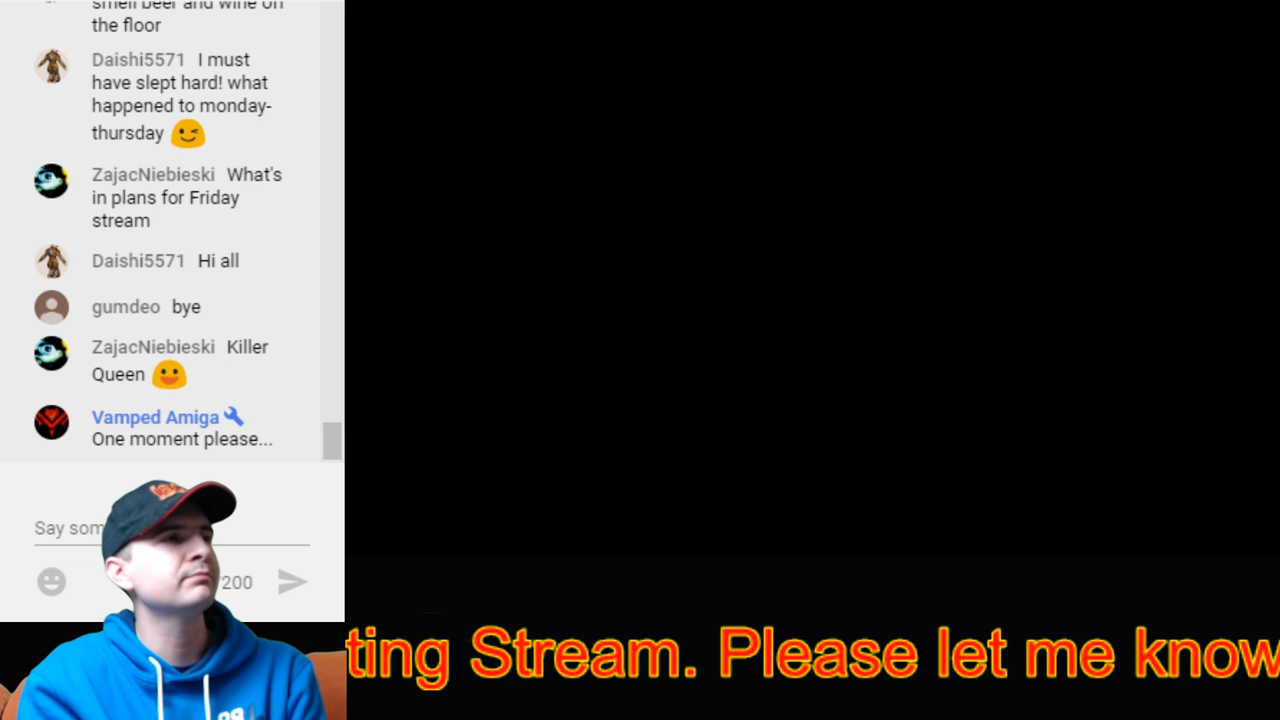 smell beer and wine on
the floor
Daishi5571 I must
have slept hard! what
happened to monday-
thursday
ZajacNiebieski What's
in plans for Friday
stream
Daishi5571 Hi all
gumdeo bye
ZajacNiebieski Killer
Queen
Vamped Amiga
One moment please...
Say som
200
ting Stream. Please let me know